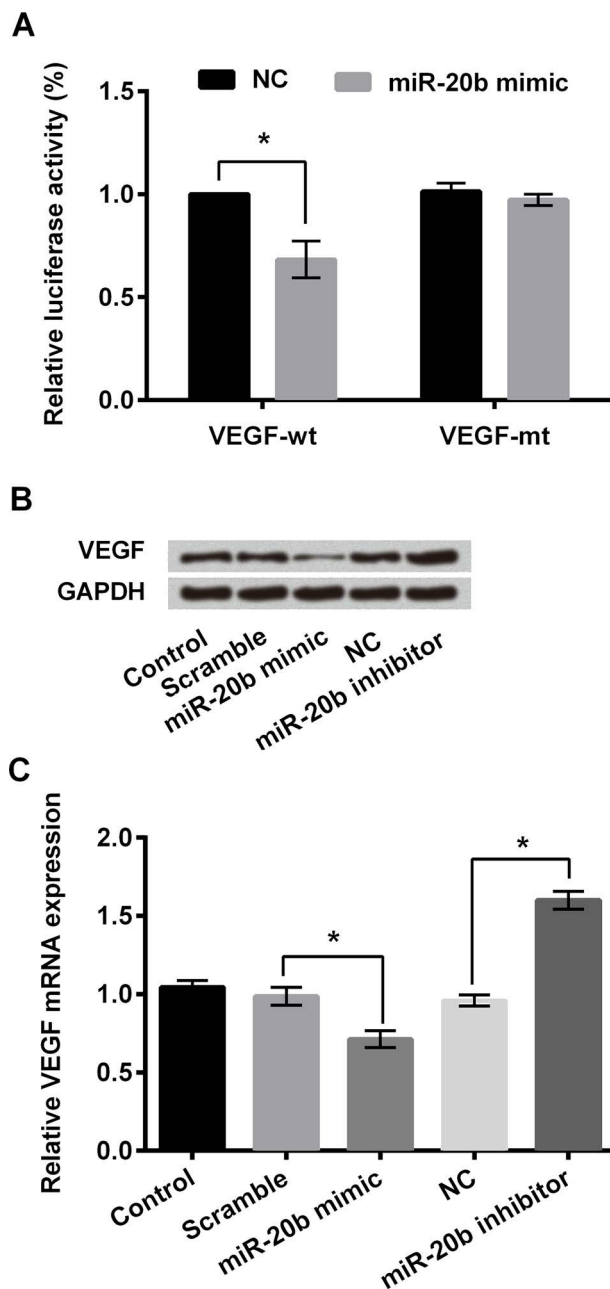 A
NC miR-20b mimic
Relative luciferase activity (%)
1.5
*
1.0
0.5
0.0
VEGF-wt VEGF-mt
B
VEGF
GAPDH
Control
Scramble
miR-20b mimic
NC
miR-20b inhibitor
C
Relative VEGF mRNA expression
2.0
*
1.5
*
1.0
0.5
0.0
Control
Scramble
miR-20b mimic
NC
miR-20b inhibitor